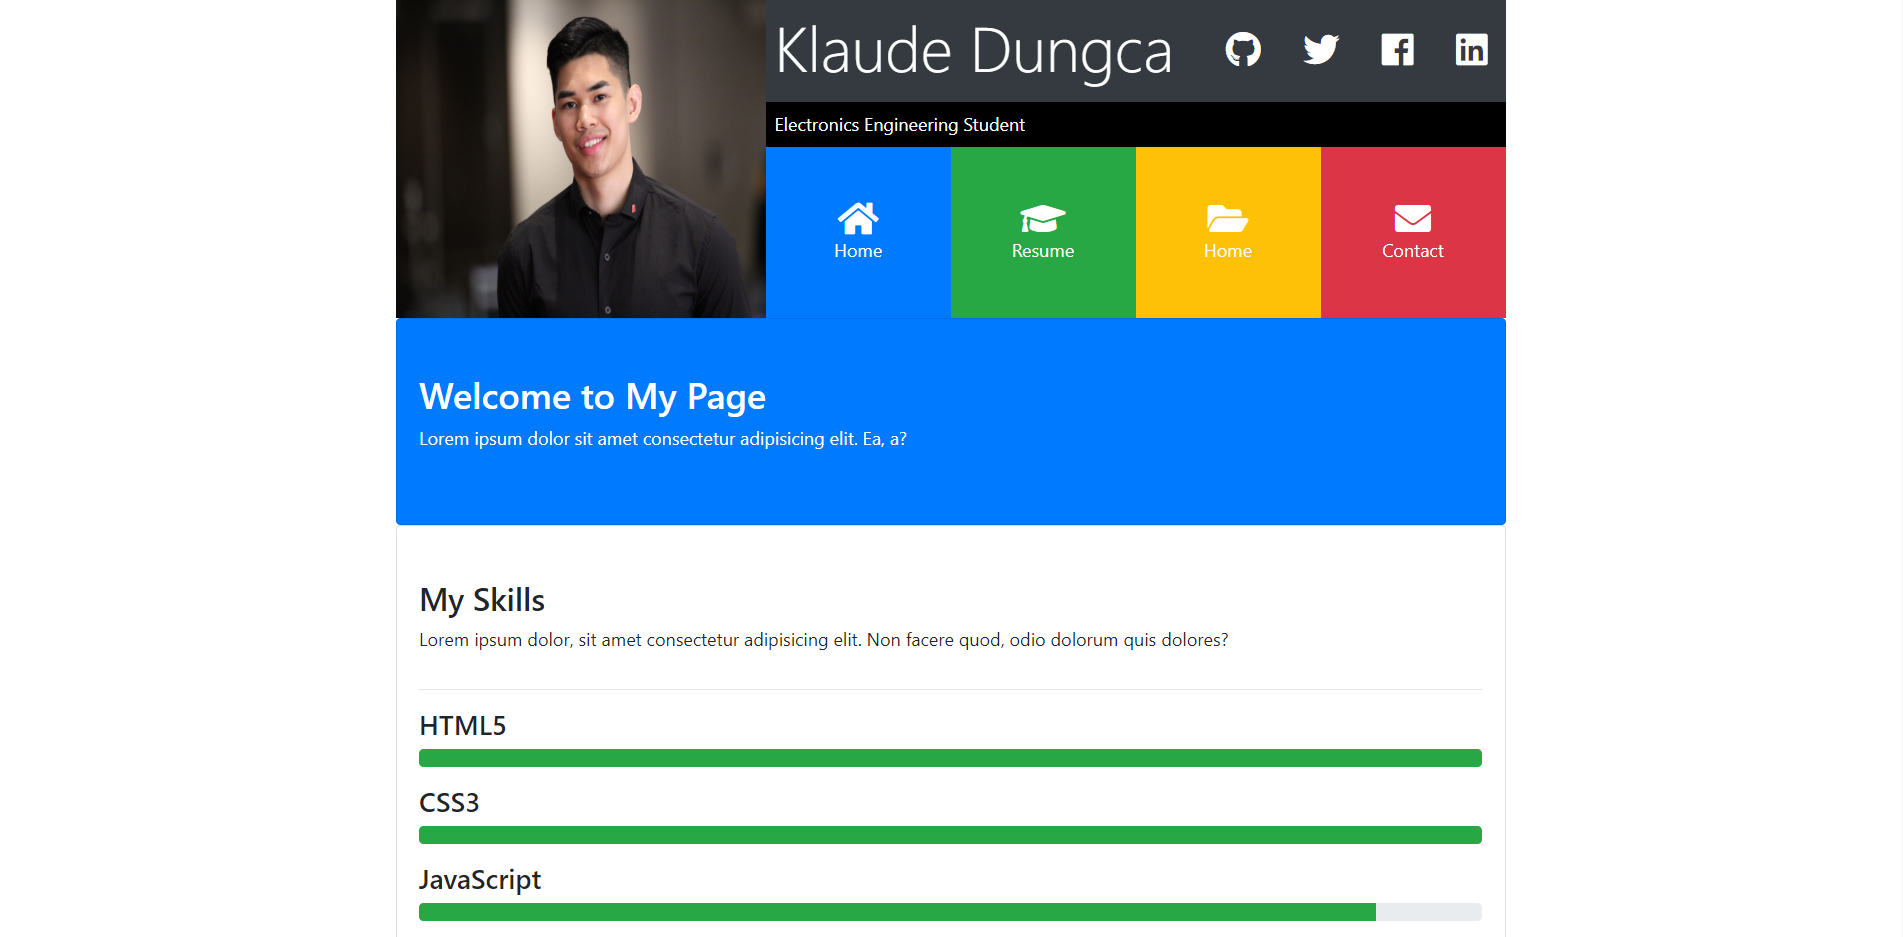 Klaude Dungca
Electronics Engineering Student
Home
Resume
Home
Contact
Welcome to My Page
Lorem ipsum dolor sit amet consectetur adipisicing elit. Ea, a?
My Skills
Lorem ipsum dolor, sit amet consectetur adipisicing elit. Non facere quod, odio dolorum quis dolores?
HTML5
CSS3
JavaScript